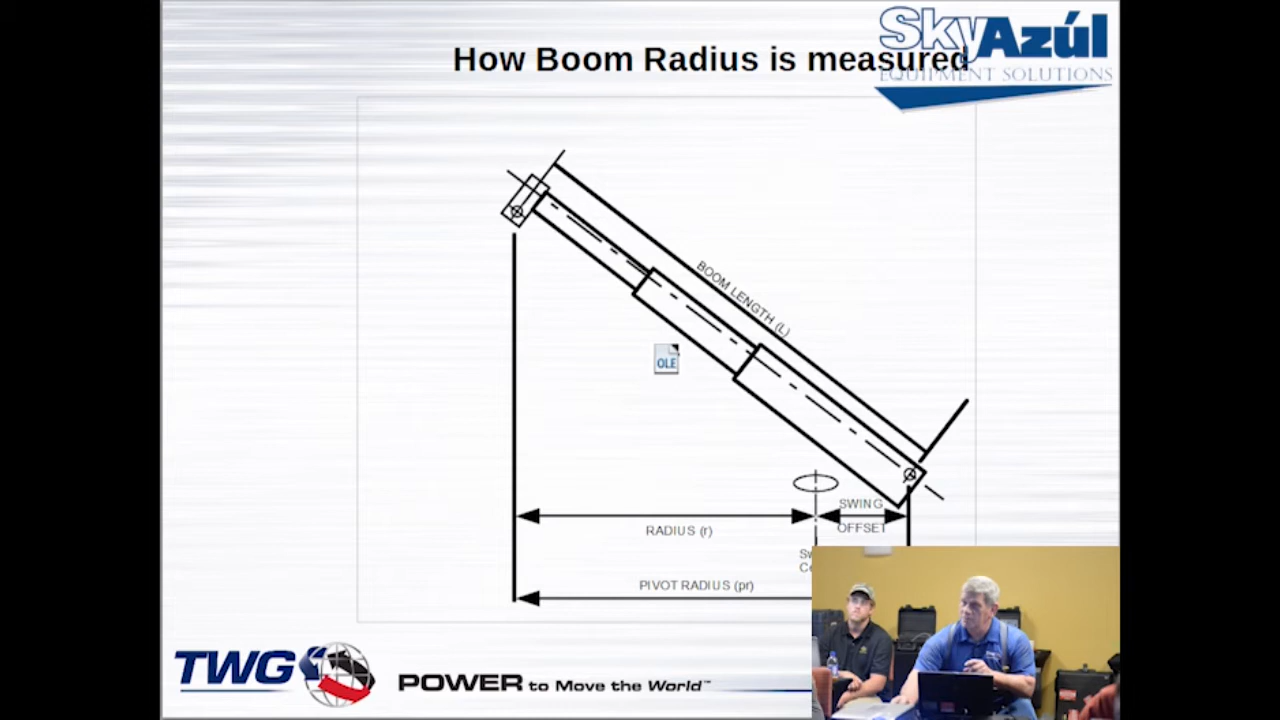 SkyAzúl
EQUIPMENT SOLUTIONS
How Boom Radius is measured
BOOM LENGTH (L)
OLE
SWING
OFFSET
RADIUS (r)
PIVOT RADIUS (pr)
TWG
POWER to Move the World™